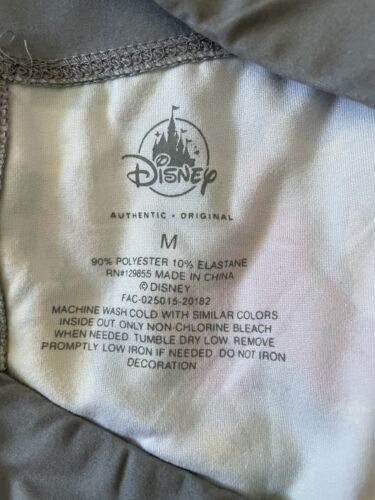 Disney
AUTHENTIC • ORIGINAL
M
90% POLYESTER 10% ELASTANE
RN#129855 MADE IN CHINA
© DISNEY
FAC-025015-20182
MACHINE WASH COLD WITH SIMILAR COLORS
INSIDE OUT. ONLY NON-CHLORINE BLEACH
WHEN NEEDED. TUMBLE DRY LOW. REMOVE
PROMPTLY LOW IRON IF NEEDED. DO NOT IRON
DECORATION